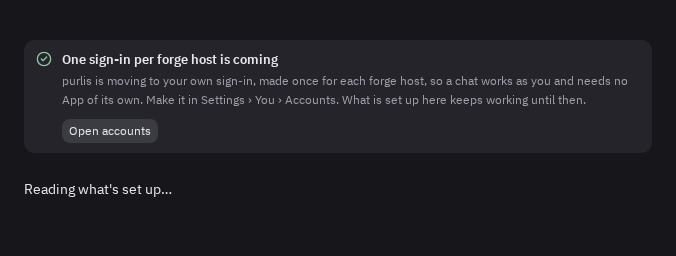 One sign-in per forge host is coming
purlis is moving to your own sign-in, made once for each forge host, so a chat works as you and needs no
App of its own. Make it in Settings › You › Accounts. What is set up here keeps working until then.
Open accounts
Reading what's set up…